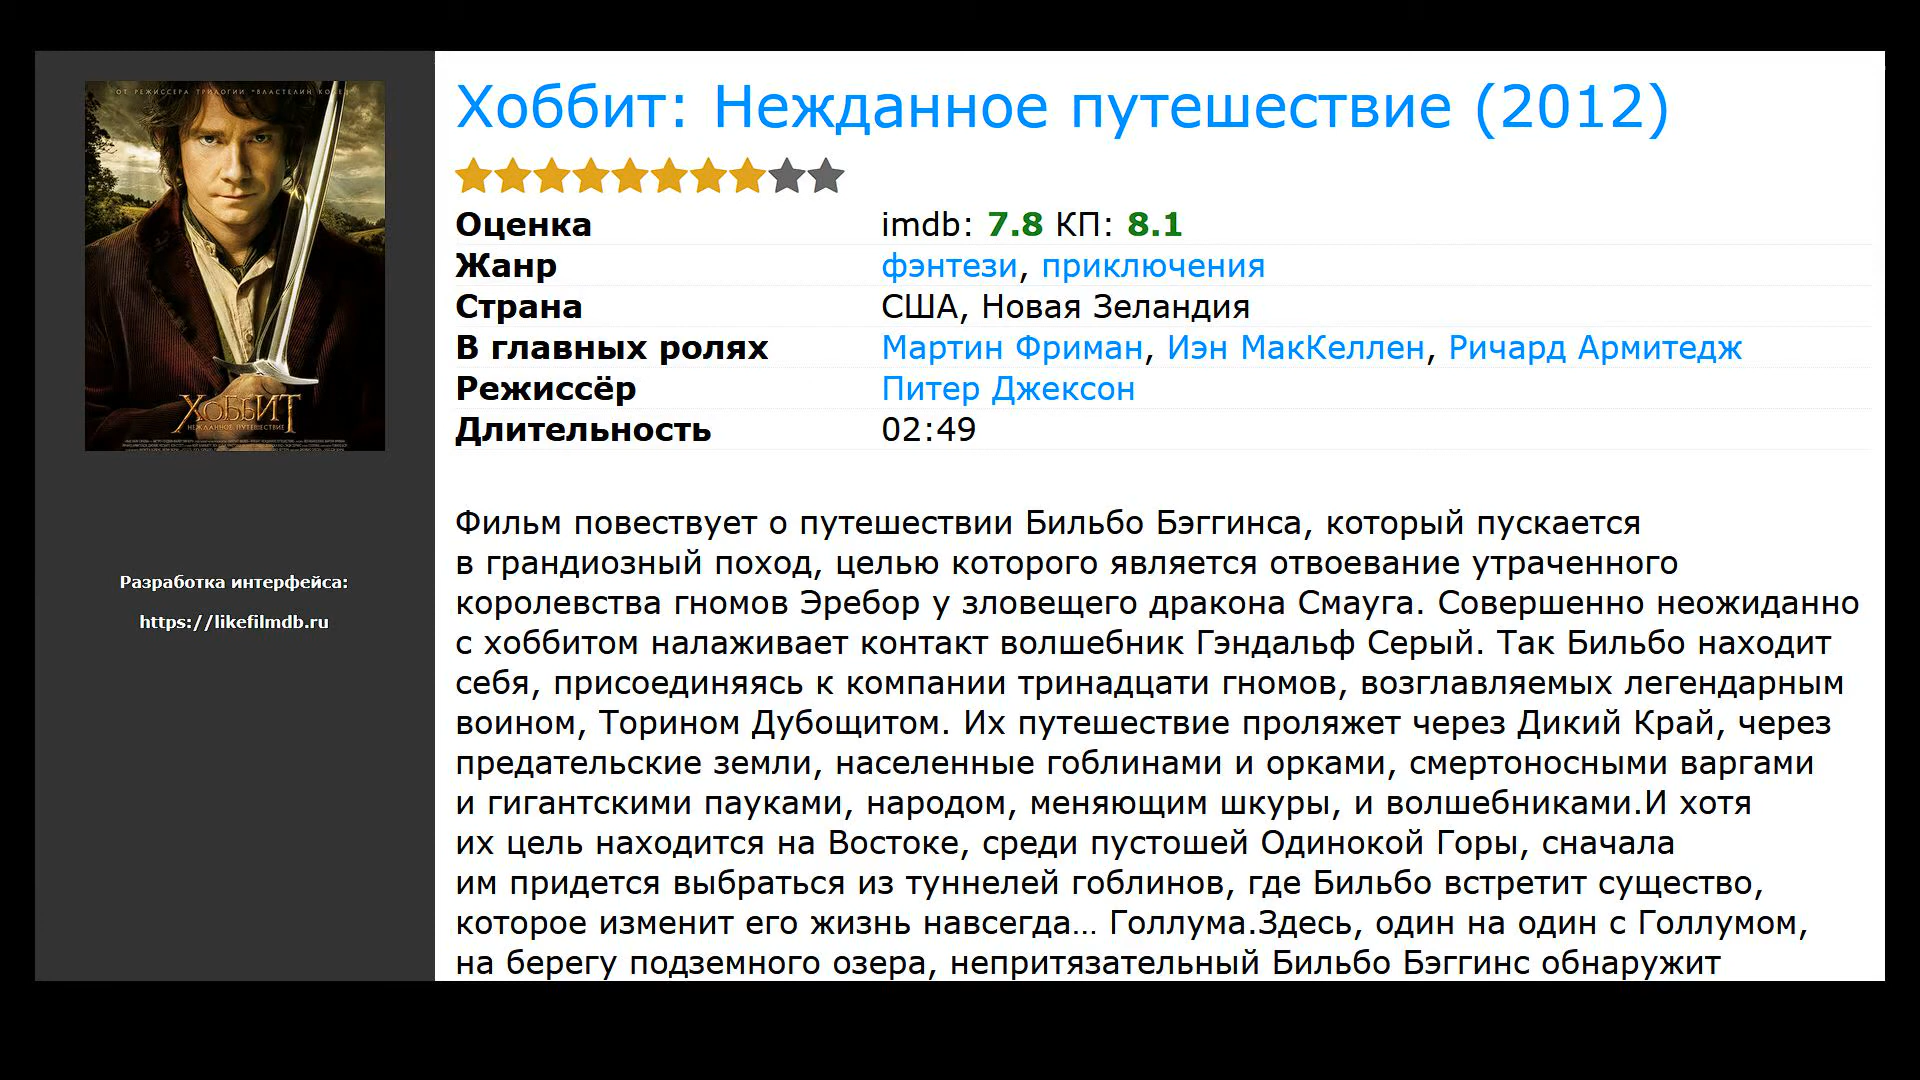 ОТ РЕЖИССЕРА ТРИЛОГИИ "ВЛАСТЕЛИН КОЛЕЦ"
ХОББИТ
НЕЖДАННОЕ ПУТЕШЕСТВИЕ
Разработка интерфейса:
https://likefilmdb.ru
Хоббит: Нежданное путешествие (2012)
Оценка imdb: 7.8 КП: 8.1
Жанр фэнтези, приключения
Страна США, Новая Зеландия
В главных ролях Мартин Фриман, Иэн МакКеллен, Ричард Армитедж
Режиссёр Питер Джексон
Длительность 02:49
Фильм повествует о путешествии Бильбо Бэггинса, который пускается
в грандиозный поход, целью которого является отвоевание утраченного
королевства гномов Эребор у зловещего дракона Смауга. Совершенно неожиданно
с хоббитом налаживает контакт волшебник Гэндальф Серый. Так Бильбо находит
себя, присоединяясь к компании тринадцати гномов, возглавляемых легендарным
воином, Торином Дубощитом. Их путешествие проляжет через Дикий Край, через
предательские земли, населенные гоблинами и орками, смертоносными варгами
и гигантскими пауками, народом, меняющим шкуры, и волшебниками.И хотя
их цель находится на Востоке, среди пустошей Одинокой Горы, сначала
им придется выбраться из туннелей гоблинов, где Бильбо встретит существо,
которое изменит его жизнь навсегда… Голлума.Здесь, один на один с Голлумом,
на берегу подземного озера, непритязательный Бильбо Бэггинс обнаружит